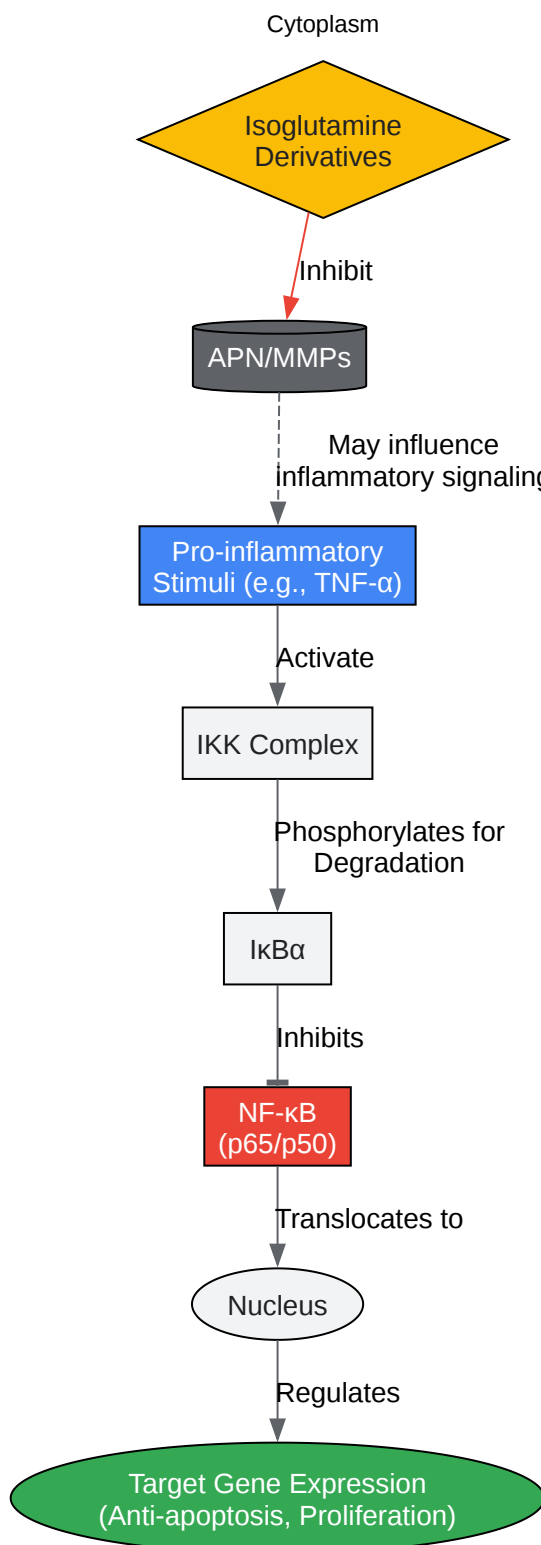 Cytoplasm
Isoglutamine
Derivatives
Inhibit
APN/MMPs
May influence
inflammatory signaling
Pro-inflammatory
Stimuli (e.g., TNF-α)
Activate
IKK Complex
Phosphorylates for
Degradation
IκBα
Inhibits
NF-κB
(p65/p50)
Translocates to
Nucleus
Regulates
Target Gene Expression
(Anti-apoptosis, Proliferation)